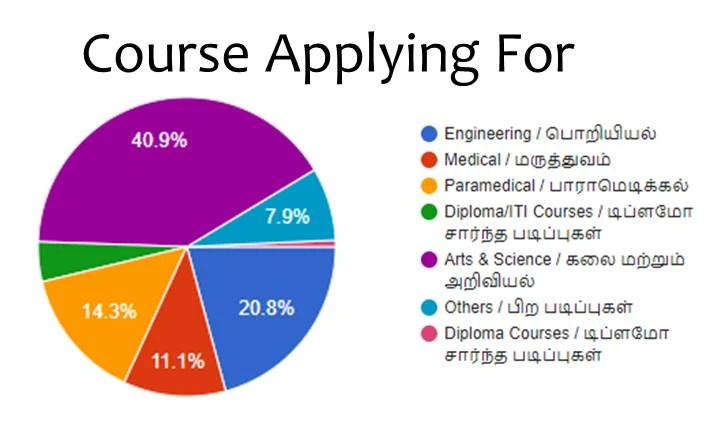 Course Applying For
40.9%
7.9%
20.8%
14.3%
11.1%
Engineering / பொறியியல்
Medical / மருத்துவம்
Paramedical / பாராமெடிக்கல்
Diploma/ITI Courses / டிப்ளமோ
சார்ந்த படிப்புகள்
Arts & Science / கலை மற்றும்
அறிவியல்
Others / பிற படிப்புகள்
Diploma Courses / டிப்ளமோ
சார்ந்த படிப்புகள்